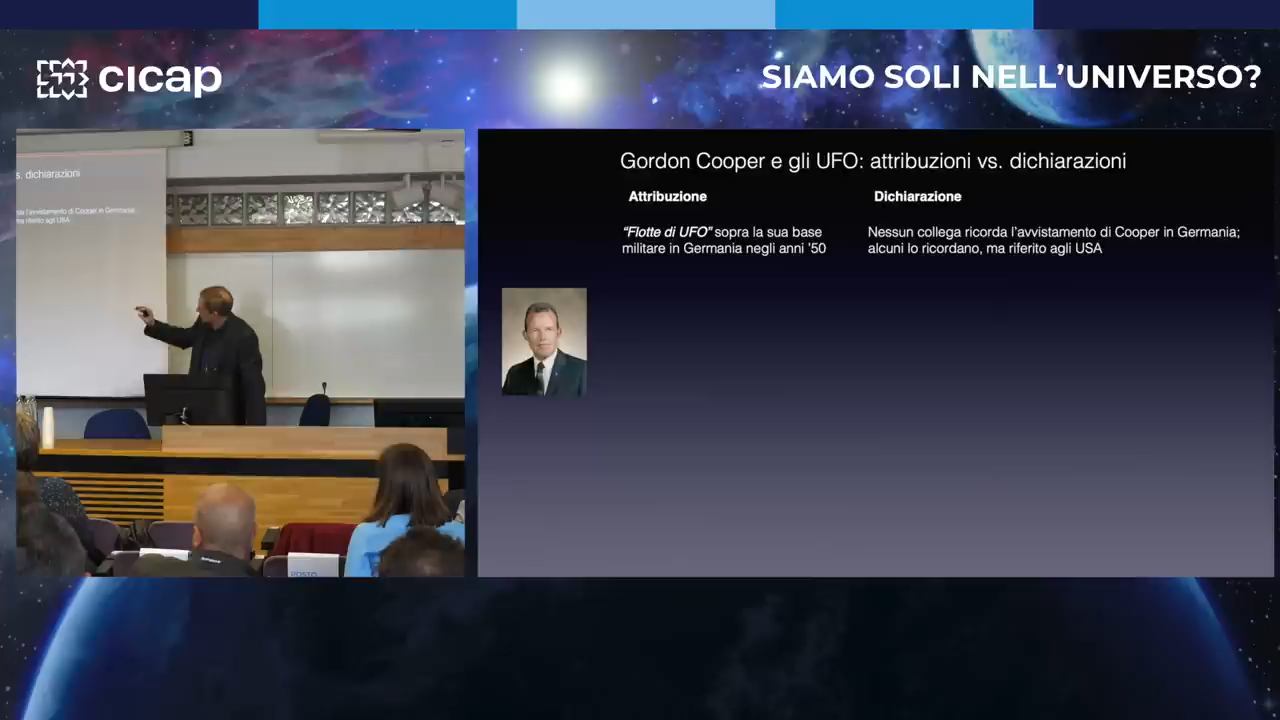 cicap
SIAMO SOLI NELL'UNIVERSO?
s. dichiarazioni
Gordon Cooper e gli UFO: attribuzioni vs. dichiarazioni
Attribuzione
Dichiarazione
“Flotte di UFO” sopra la sua base
militare in Germania negli anni '50
Nessun collega ricorda l'avvistamento di Cooper in Germania;
alcuni lo ricordano, ma riferito agli USA
POSTO